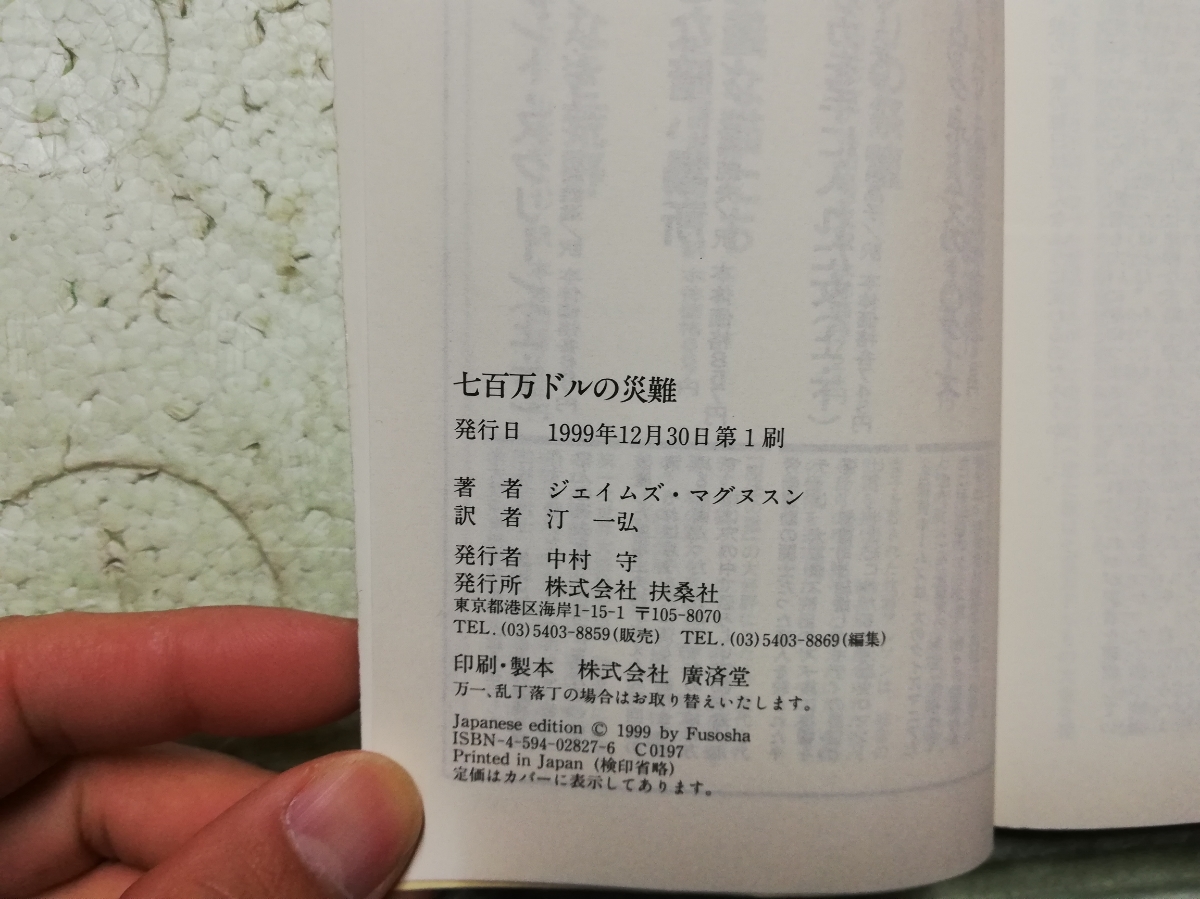 七百万ドルの災難
発行日 1999年12月30日第1刷
著 者 ジェイムズ・マグヌスン
訳 者 汀 一弘
発行者 中村 守
発行所 株式会社 扶桑社
東京都港区海岸1-15-1 〒105-8070
TEL.(03)5403-8859(販売) TEL.(03)5403-8869(編集)
印刷・製本 株式会社 廣済堂
万一、乱丁落丁の場合はお取り替えいたします。
Japanese edition © 1999 by Fusosha
ISBN-4-594-02827-6 C0197
Printed in Japan (検印省略)
定価はカバーに表示してあります。